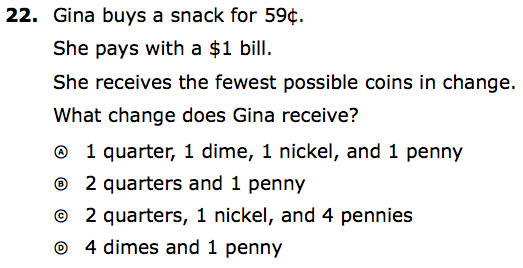 22. Gina buys a snack for 59¢.
She pays with a $1 bill.
She receives the fewest possible coins in change.
What change does Gina receive?
Ⓐ 1 quarter, 1 dime, 1 nickel, and 1 penny
Ⓑ 2 quarters and 1 penny
Ⓒ 2 quarters, 1 nickel, and 4 pennies
Ⓓ 4 dimes and 1 penny